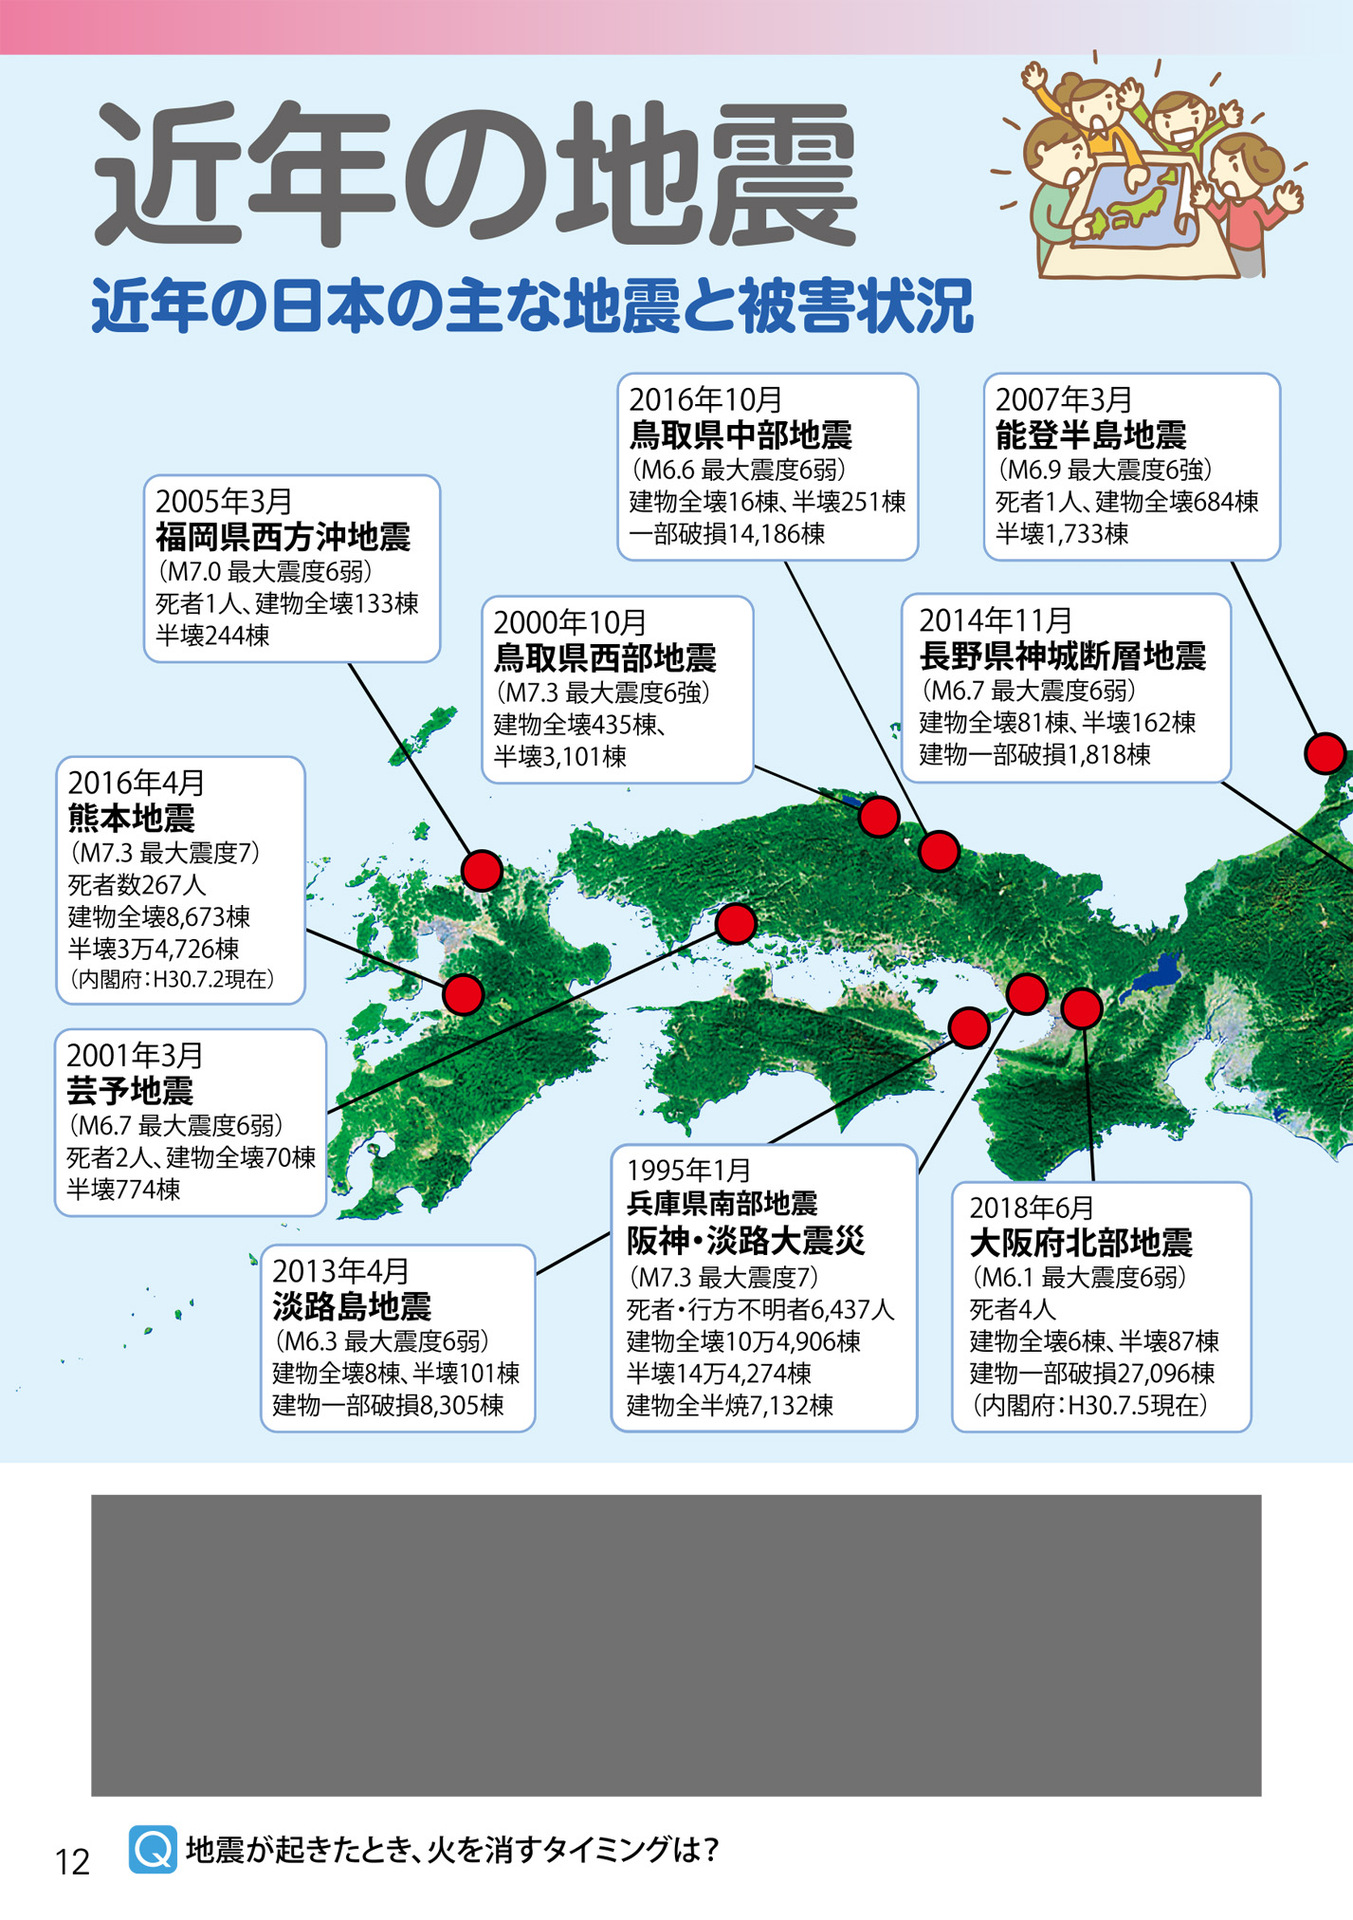 近年の地震
近年の日本の主な地震と被害状況
2016年10月
鳥取県中部地震
（M6.6 最大震度6弱）
建物全壊16棟、半壊251棟
一部破損14,186棟
2007年3月
能登半島地震
（M6.9 最大震度6強）
死者1人、建物全壊684棟
半壊1,733棟
2005年3月
福岡県西方沖地震
（M7.0 最大震度6弱）
死者1人、建物全壊133棟
半壊244棟
2000年10月
鳥取県西部地震
（M7.3 最大震度6強）
建物全壊435棟、
半壊3,101棟
2014年11月
長野県神城断層地震
（M6.7 最大震度6弱）
建物全壊81棟、半壊162棟
建物一部破損1,818棟
2016年4月
熊本地震
（M7.3 最大震度7）
死者数267人
建物全壊8,673棟
半壊3万4,726棟
（内閣府：H30.7.2現在）
2001年3月
芸予地震
（M6.7 最大震度6弱）
死者2人、建物全壊70棟
半壊774棟
2013年4月
淡路島地震
（M6.3 最大震度6弱）
建物全壊8棟、半壊101棟
建物一部破損8,305棟
1995年1月
兵庫県南部地震
阪神・淡路大震災
（M7.3 最大震度7）
死者・行方不明者6,437人
建物全壊10万4,906棟
半壊14万4,274棟
建物全半焼7,132棟
2018年6月
大阪府北部地震
（M6.1 最大震度6弱）
死者4人
建物全壊6棟、半壊87棟
建物一部破損27,096棟
（内閣府：H30.7.5現在）
12
Q 地震が起きたとき、火を消すタイミングは？